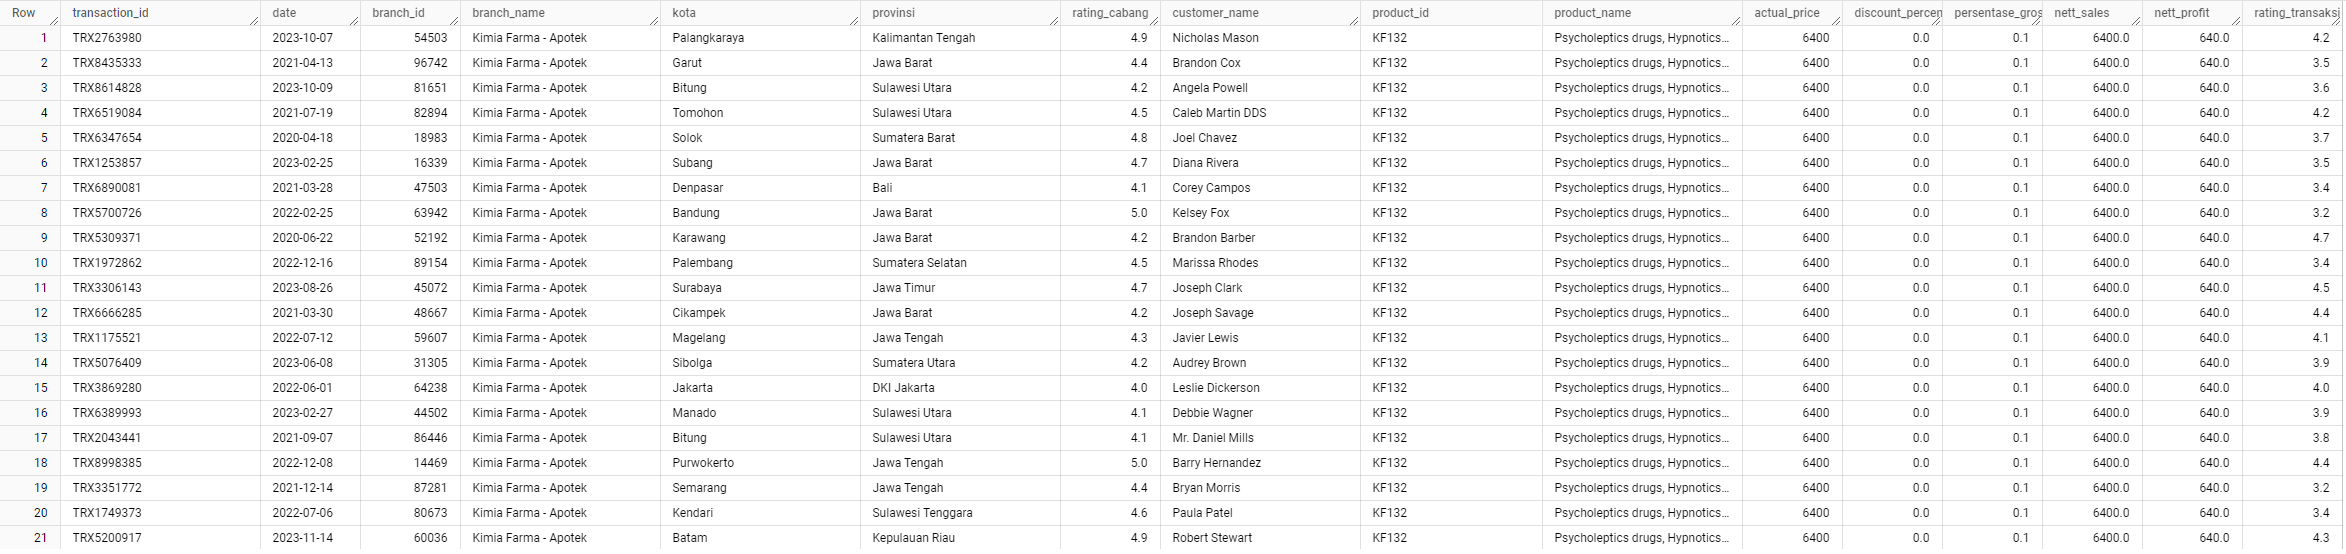 Row transaction_id date branch_id branch_name kota provinsi rating_cabang customer_name product_id product_name actual_price discount_percen persentase_gros nett_sales nett_profit rating_transaksi
1 TRX2763980 2023-10-07 54503 Kimia Farma - Apotek Palangkaraya Kalimantan Tengah 4.9 Nicholas Mason KF132 Psycholeptics drugs, Hypnotics... 6400 0.0 0.1 6400.0 640.0 4.2
2 TRX8435333 2021-04-13 96742 Kimia Farma - Apotek Garut Jawa Barat 4.4 Brandon Cox KF132 Psycholeptics drugs, Hypnotics... 6400 0.0 0.1 6400.0 640.0 3.5
3 TRX8614828 2023-10-09 81651 Kimia Farma - Apotek Bitung Sulawesi Utara 4.2 Angela Powell KF132 Psycholeptics drugs, Hypnotics... 6400 0.0 0.1 6400.0 640.0 3.6
4 TRX6519084 2021-07-19 82894 Kimia Farma - Apotek Tomohon Sulawesi Utara 4.5 Caleb Martin DDS KF132 Psycholeptics drugs, Hypnotics... 6400 0.0 0.1 6400.0 640.0 4.2
5 TRX6347654 2020-04-18 18983 Kimia Farma - Apotek Solok Sumatera Barat 4.8 Joel Chavez KF132 Psycholeptics drugs, Hypnotics... 6400 0.0 0.1 6400.0 640.0 3.7
6 TRX1253857 2023-02-25 16339 Kimia Farma - Apotek Subang Jawa Barat 4.7 Diana Rivera KF132 Psycholeptics drugs, Hypnotics... 6400 0.0 0.1 6400.0 640.0 3.5
7 TRX6890081 2021-03-28 47503 Kimia Farma - Apotek Denpasar Bali 4.1 Corey Campos KF132 Psycholeptics drugs, Hypnotics... 6400 0.0 0.1 6400.0 640.0 3.4
8 TRX5700726 2022-02-25 63942 Kimia Farma - Apotek Bandung Jawa Barat 5.0 Kelsey Fox KF132 Psycholeptics drugs, Hypnotics... 6400 0.0 0.1 6400.0 640.0 3.2
9 TRX5309371 2020-06-22 52192 Kimia Farma - Apotek Karawang Jawa Barat 4.2 Brandon Barber KF132 Psycholeptics drugs, Hypnotics... 6400 0.0 0.1 6400.0 640.0 4.7
10 TRX1972862 2022-12-16 89154 Kimia Farma - Apotek Palembang Sumatera Selatan 4.5 Marissa Rhodes KF132 Psycholeptics drugs, Hypnotics... 6400 0.0 0.1 6400.0 640.0 3.4
11 TRX3306143 2023-08-26 45072 Kimia Farma - Apotek Surabaya Jawa Timur 4.7 Joseph Clark KF132 Psycholeptics drugs, Hypnotics... 6400 0.0 0.1 6400.0 640.0 4.5
12 TRX6666285 2021-03-30 48667 Kimia Farma - Apotek Cikampek Jawa Barat 4.2 Joseph Savage KF132 Psycholeptics drugs, Hypnotics... 6400 0.0 0.1 6400.0 640.0 4.4
13 TRX1175521 2022-07-12 59607 Kimia Farma - Apotek Magelang Jawa Tengah 4.3 Javier Lewis KF132 Psycholeptics drugs, Hypnotics... 6400 0.0 0.1 6400.0 640.0 4.1
14 TRX5076409 2023-06-08 31305 Kimia Farma - Apotek Sibolga Sumatera Utara 4.2 Audrey Brown KF132 Psycholeptics drugs, Hypnotics... 6400 0.0 0.1 6400.0 640.0 3.9
15 TRX3869280 2022-06-01 64238 Kimia Farma - Apotek Jakarta DKI Jakarta 4.0 Leslie Dickerson KF132 Psycholeptics drugs, Hypnotics... 6400 0.0 0.1 6400.0 640.0 4.0
16 TRX6389993 2023-02-27 44502 Kimia Farma - Apotek Manado Sulawesi Utara 4.1 Debbie Wagner KF132 Psycholeptics drugs, Hypnotics... 6400 0.0 0.1 6400.0 640.0 3.9
17 TRX2043441 2021-09-07 86446 Kimia Farma - Apotek Bitung Sulawesi Utara 4.1 Mr. Daniel Mills KF132 Psycholeptics drugs, Hypnotics... 6400 0.0 0.1 6400.0 640.0 3.8
18 TRX8998385 2022-12-08 14469 Kimia Farma - Apotek Purwokerto Jawa Tengah 5.0 Barry Hernandez KF132 Psycholeptics drugs, Hypnotics... 6400 0.0 0.1 6400.0 640.0 4.4
19 TRX3351772 2021-12-14 87281 Kimia Farma - Apotek Semarang Jawa Tengah 4.4 Bryan Morris KF132 Psycholeptics drugs, Hypnotics... 6400 0.0 0.1 6400.0 640.0 3.2
20 TRX1749373 2022-07-06 80673 Kimia Farma - Apotek Kendari Sulawesi Tenggara 4.6 Paula Patel KF132 Psycholeptics drugs, Hypnotics... 6400 0.0 0.1 6400.0 640.0 3.4
21 TRX5200917 2023-11-14 60036 Kimia Farma - Apotek Batam Kepulauan Riau 4.9 Robert Stewart KF132 Psycholeptics drugs, Hypnotics... 6400 0.0 0.1 6400.0 640.0 4.3